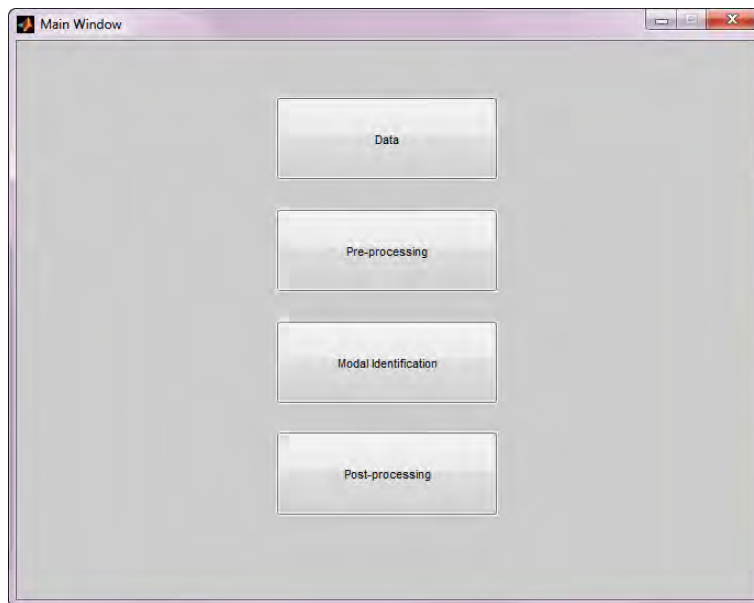 Main Window
Data
Pre-processing
Modal Identification
Post-processing